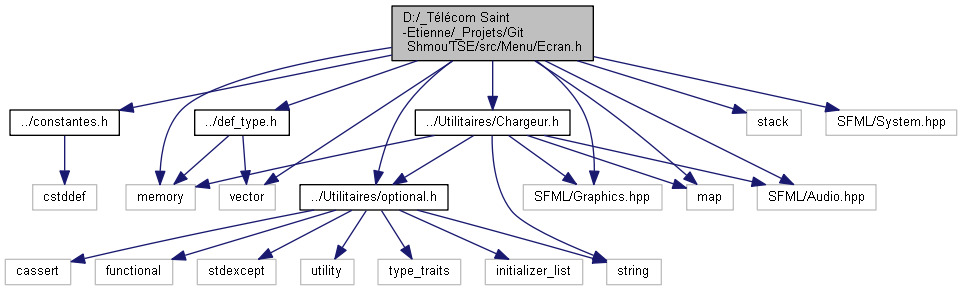 D:/_Télécom Saint
-Etienne/_Projets/Git
Shmou'TSE/src/Menu/Ecran.h
../constantes.h
../def_type.h
../Utilitaires/Chargeur.h
stack
SFML/System.hpp
cstddef
memory
vector
../Utilitaires/optional.h
SFML/Graphics.hpp
map
SFML/Audio.hpp
cassert
functional
stdexcept
utility
type_traits
initializer_list
string